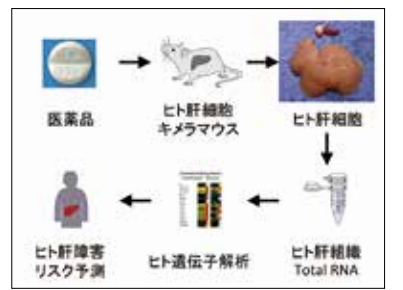 医薬品
ヒト肝細胞
キメラマウス
ヒト肝細胞
ヒト肝組織
Total RNA
ヒト遺伝子解析
ヒト肝障害
リスク予測